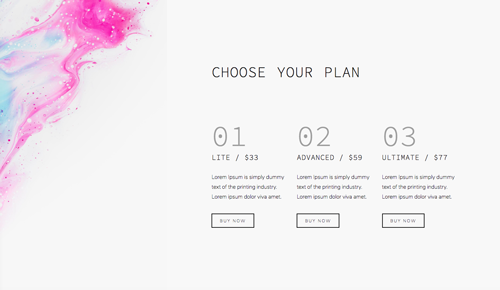 CHOOSE YOUR PLAN
01
LITE / $33
Lorem Ipsum is simply dummy
text of the printing industry.
Lorem ipsum dolor viva amet.
BUY NOW
02
ADVANCED / $59
Lorem Ipsum is simply dummy
text of the printing industry.
Lorem ipsum dolor viva amet.
BUY NOW
03
ULTIMATE / $77
Lorem Ipsum is simply dummy
text of the printing industry.
Lorem ipsum dolor viva amet.
BUY NOW